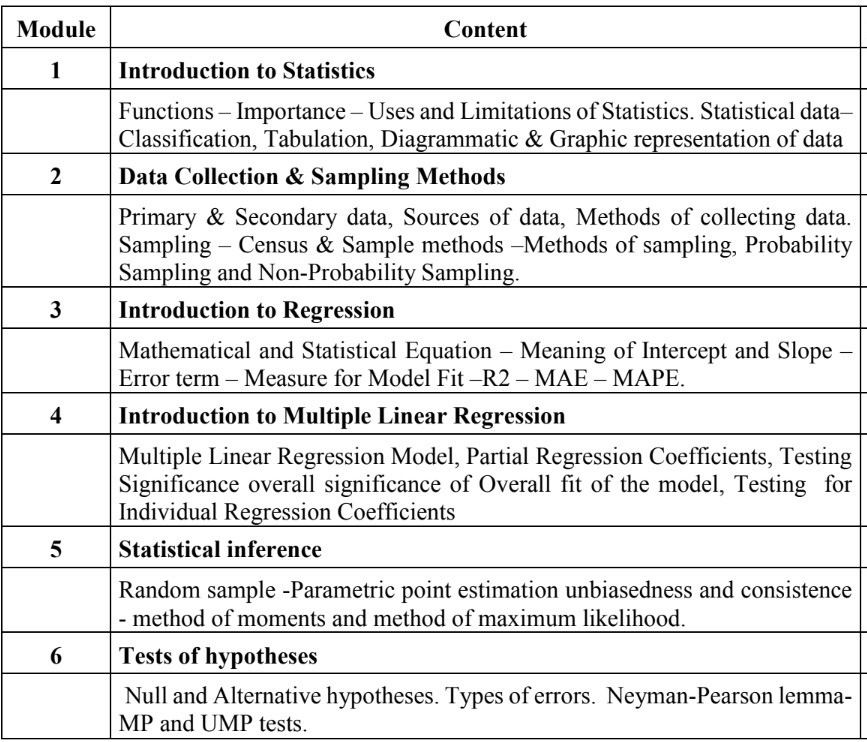 Module Content
1 Introduction to Statistics
Functions – Importance – Uses and Limitations of Statistics. Statistical data–
Classification, Tabulation, Diagrammatic & Graphic representation of data
2 Data Collection & Sampling Methods
Primary & Secondary data, Sources of data, Methods of collecting data.
Sampling – Census & Sample methods –Methods of sampling, Probability
Sampling and Non-Probability Sampling.
3 Introduction to Regression
Mathematical and Statistical Equation – Meaning of Intercept and Slope –
Error term – Measure for Model Fit –R2 – MAE – MAPE.
4 Introduction to Multiple Linear Regression
Multiple Linear Regression Model, Partial Regression Coefficients, Testing
Significance overall significance of Overall fit of the model, Testing for
Individual Regression Coefficients
5 Statistical inference
Random sample -Parametric point estimation unbiasedness and consistence
- method of moments and method of maximum likelihood.
6 Tests of hypotheses
Null and Alternative hypotheses. Types of errors. Neyman-Pearson lemma-
MP and UMP tests.